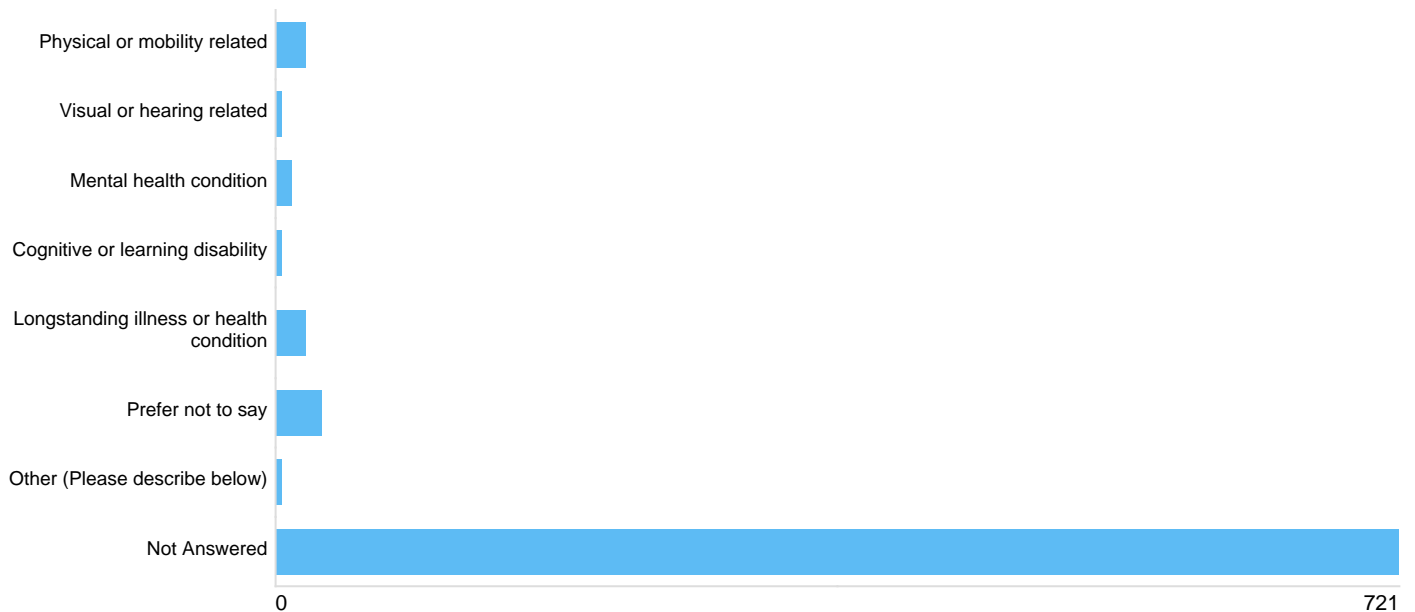 Physical or mobility related
Visual or hearing related
Mental health condition
Cognitive or learning disability
Longstanding illness or health
condition
Prefer not to say
Other (Please describe below)
Not Answered
0
721